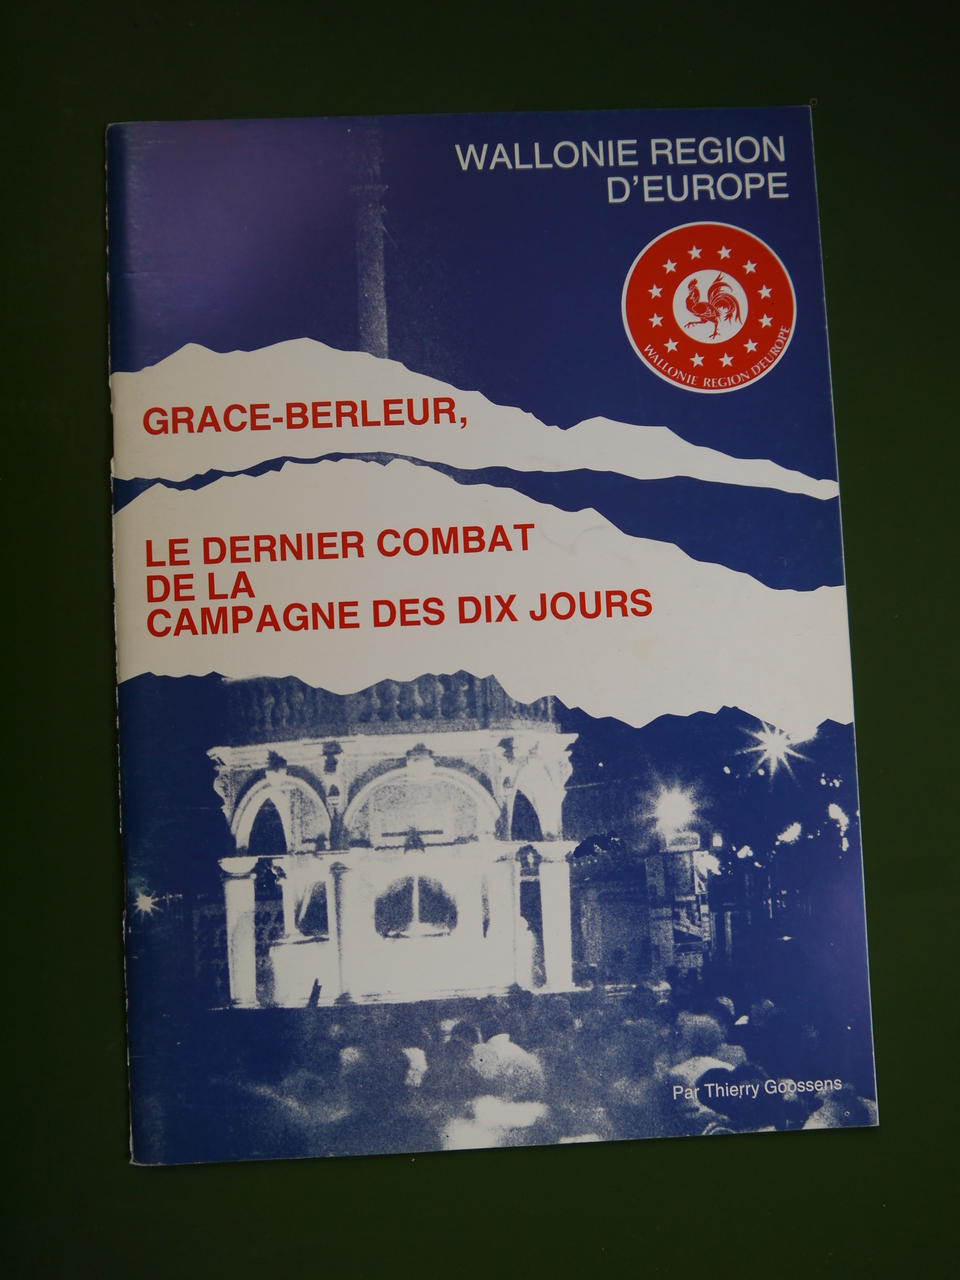 WALLONIE REGION
D'EUROPE
WALLONIE REGION D'EUROPE
GRACE-BERLEUR,
LE DERNIER COMBAT
DE LA
CAMPAGNE DES DIX JOURS
Par Thierry Goossens